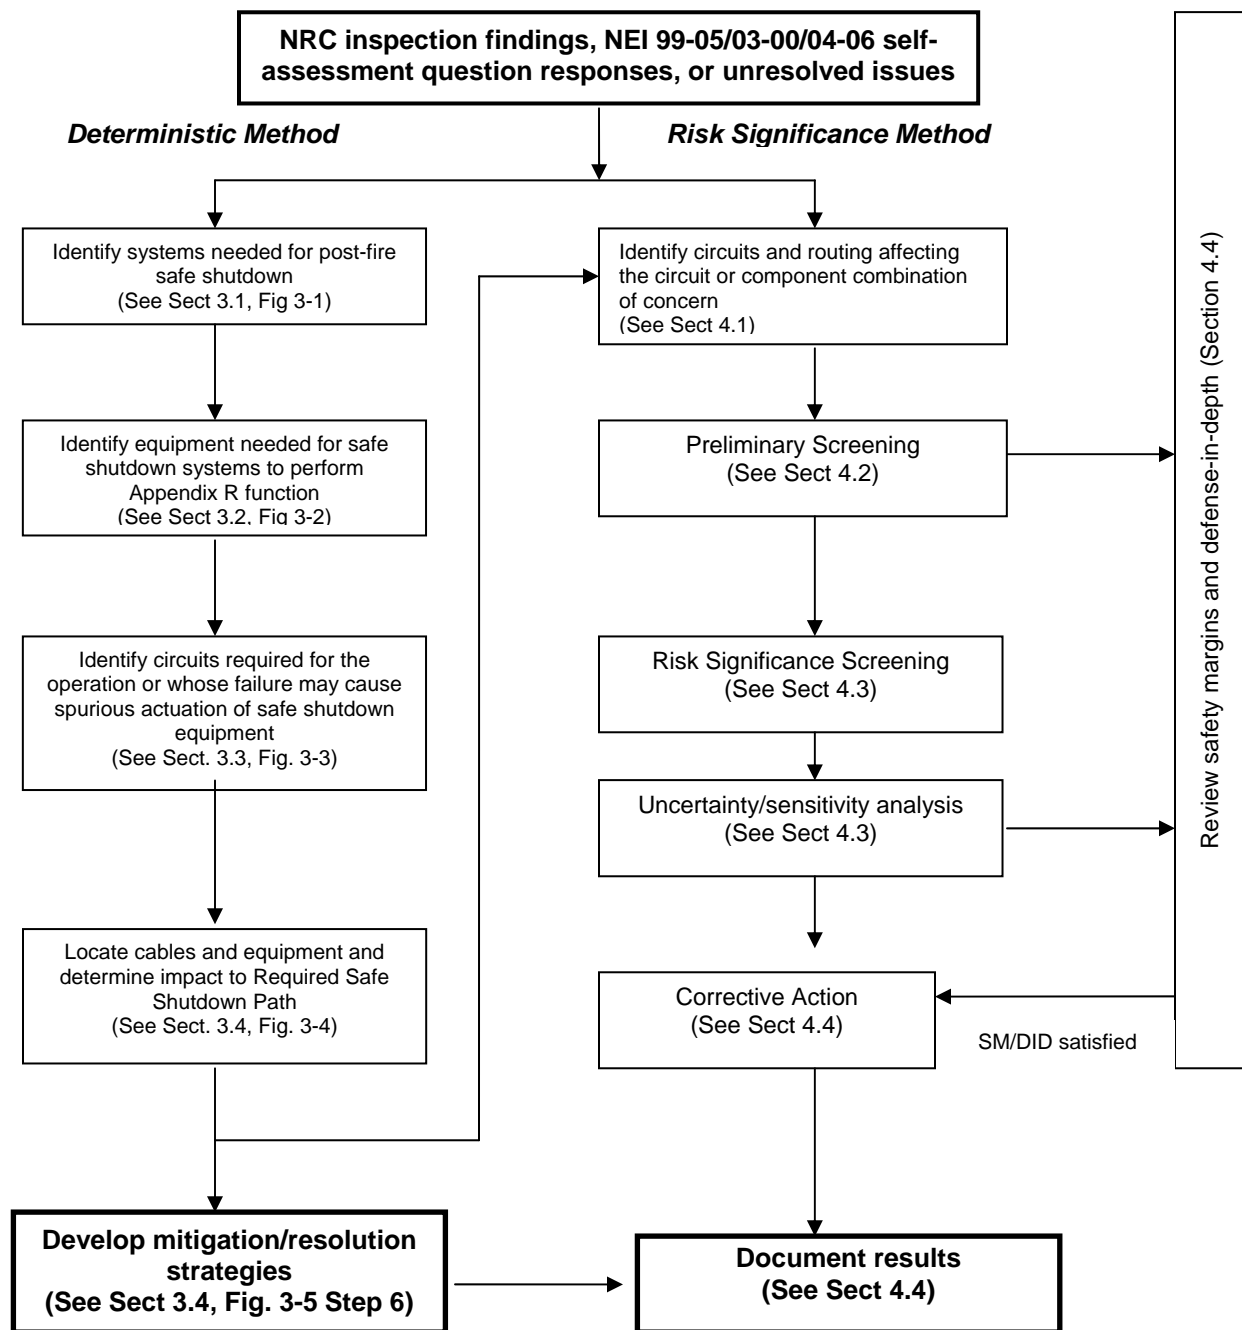 NRC inspection findings, NEI 99-05/03-00/04-06 self-
assessment question responses, or unresolved issues
Deterministic Method
Risk Significance Method
Identify systems needed for post-fire
safe shutdown
(See Sect 3.1, Fig 3-1)
Identify equipment needed for safe
shutdown systems to perform
Appendix R function
(See Sect 3.2, Fig 3-2)
Identify circuits required for the
operation or whose failure may cause
spurious actuation of safe shutdown
equipment
(See Sect. 3.3, Fig. 3-3)
Locate cables and equipment and
determine impact to Required Safe
Shutdown Path
(See Sect. 3.4, Fig. 3-4)
Develop mitigation/resolution
strategies
(See Sect 3.4, Fig. 3-5 Step 6)
Identify circuits and routing affecting
the circuit or component combination
of concern
(See Sect 4.1)
Preliminary Screening
(See Sect 4.2)
Risk Significance Screening
(See Sect 4.3)
Uncertainty/sensitivity analysis
(See Sect 4.3)
Corrective Action
(See Sect 4.4)
SM/DID satisfied
Document results
(See Sect 4.4)
Review safety margins and defense-in-depth (Section 4.4)